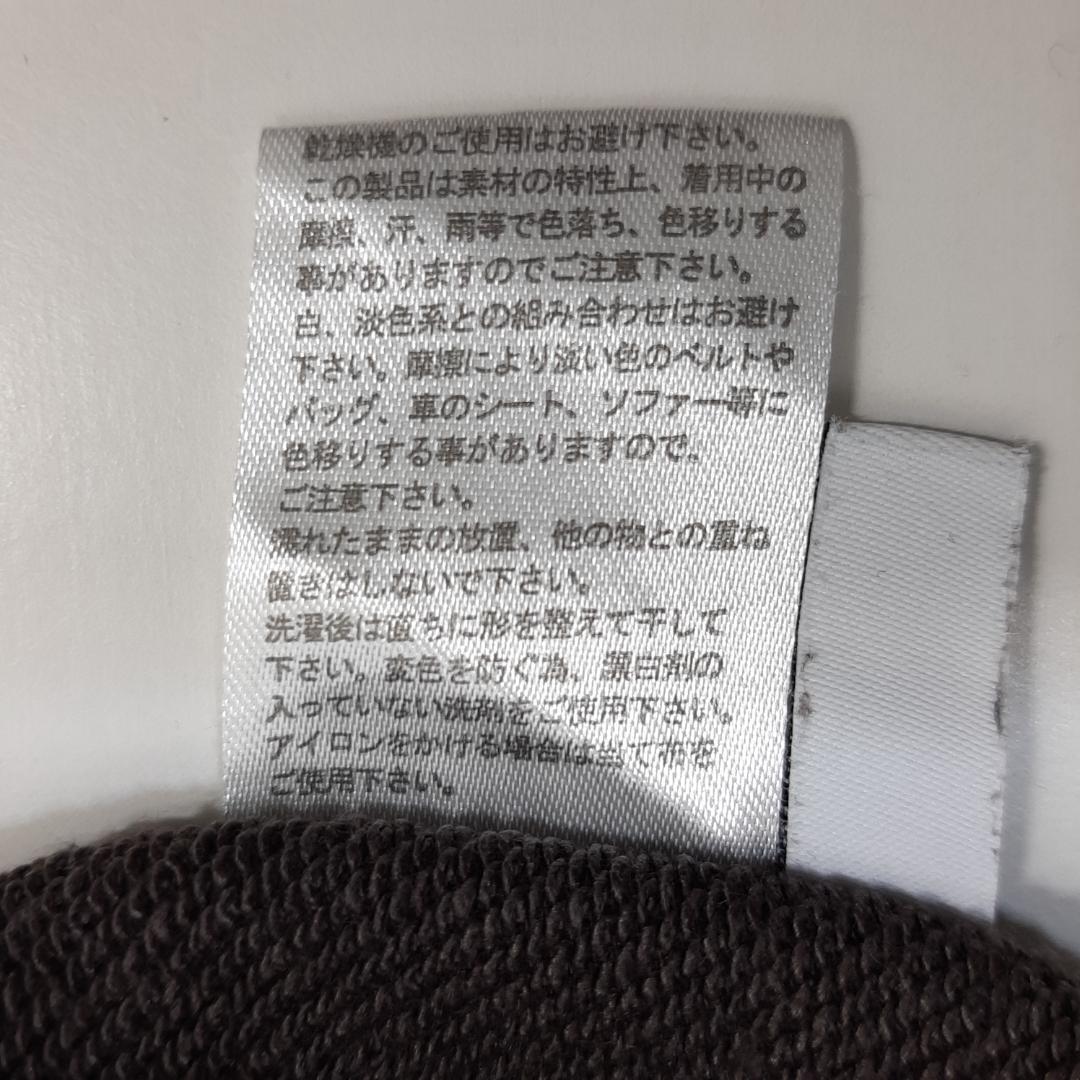 乾燥機のご使用はお避け下さい。
この製品は素材の特性上、着用中の
摩擦、汗、雨等で色落ち、色移りする
事がありますのでご注意下さい。
白、淡色系との組み合わせはお避け
下さい。摩擦により淡い色のベルトや
バッグ、車のシート、ソファー等に
色移りする事がありますので。
ご注意下さい。
濡れたままの放置、他の物との重ね
置きはしないで下さい。
洗濯後は直ちに形を整えて干して
下さい。変色を防ぐ為、漂白剤の
入っていない洗剤をご使用下さい。
アイロンをかける場合は当て布を
ご使用下さい。